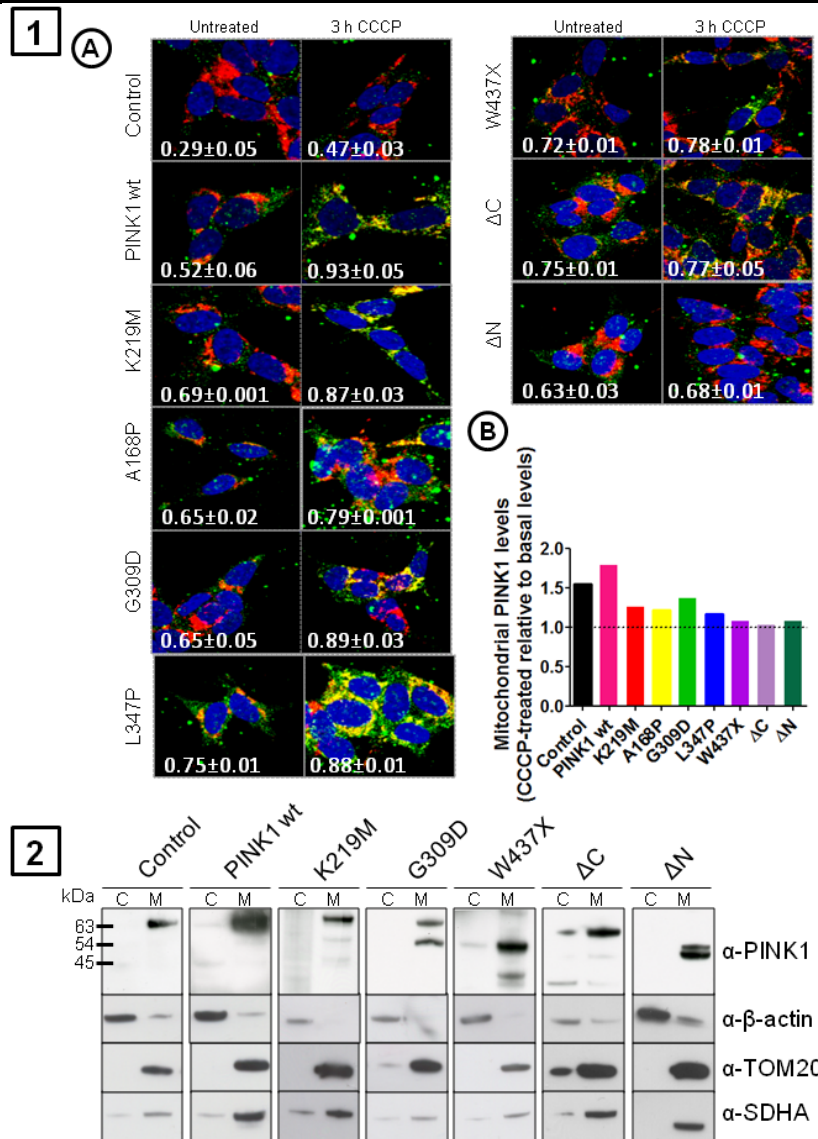 1
A
Untreated
3 h CCCP
Control
0.29±0.05
0.47±0.03
PINK1 wt
0.52±0.06
0.93±0.05
K219M
0.69±0.001
0.87±0.03
A168P
0.65±0.02
0.79±0.001
G309D
0.65±0.05
0.89±0.03
L347P
0.75±0.01
0.88±0.01
Untreated
3 h CCCP
W437X
0.72±0.01
0.78±0.01
ΔC
0.75±0.01
0.77±0.05
ΔN
0.63±0.03
0.68±0.01
B
Mitochondrial PINK1 levels
(CCCP-treated relative to basal levels)
2.0
1.5
1.0
0.5
0.0
Control
PINK1 wt
K219M
A168P
G309D
L347P
W437X
ΔC
ΔN
2
Control
PINK1 wt
K219M
G309D
W437X
ΔC
ΔN
kDa
C M C M C M C M C M C M C M
63
54
45
α-PINK1
α-β-actin
α-TOM20
α-SDHA